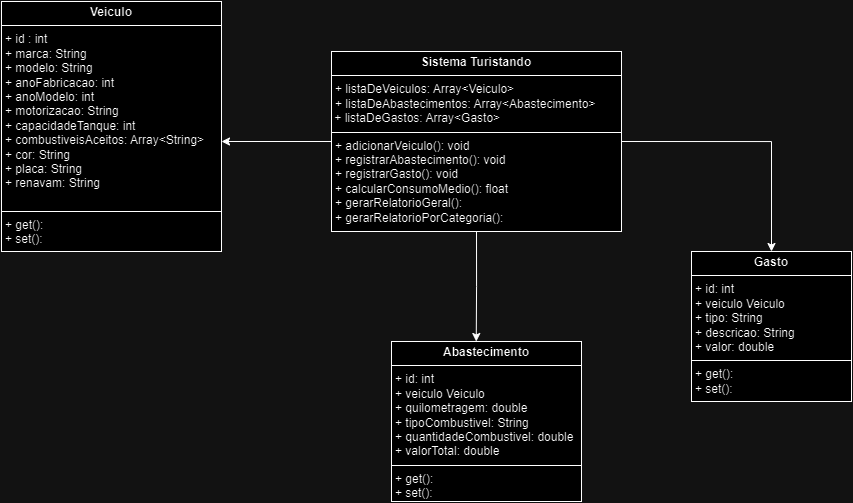 Veiculo
+ id : int
+ marca: String
+ modelo: String
+ anoFabricacao: int
+ anoModelo: int
+ motorizacao: String
+ capacidadeTanque: int
+ combustiveisAceitos: Array<String>
+ cor: String
+ placa: String
+ renavam: String
+ get():
+ set():
Sistema Turistando
+ listaDeVeiculos: Array<Veiculo>
+ listaDeAbastecimentos: Array<Abastecimento>
+ listaDeGastos: Array<Gasto>
+ adicionarVeiculo(): void
+ registrarAbastecimento(): void
+ registrarGasto(): void
+ calcularConsumoMedio(): float
+ gerarRelatorioGeral():
+ gerarRelatorioPorCategoria():
Gasto
+ id: int
+ veiculo Veiculo
+ tipo: String
+ descricao: String
+ valor: double
+ get():
+ set():
Abastecimento
+ id: int
+ veiculo Veiculo
+ quilometragem: double
+ tipoCombustivel: String
+ quantidadeCombustivel: double
+ valorTotal: double
+ get():
+ set():